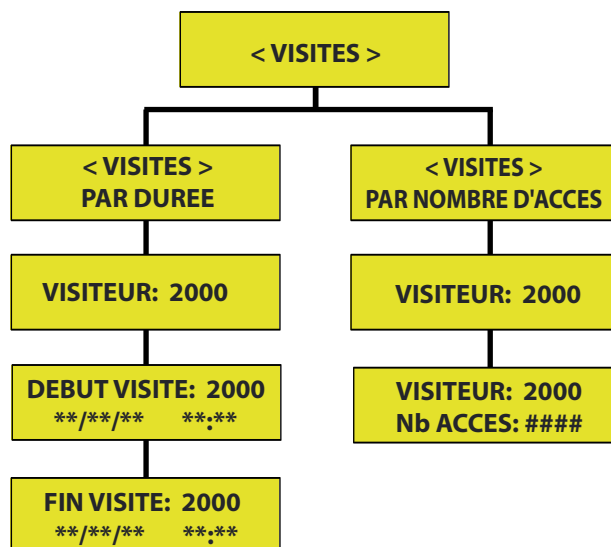 < VISITES >
< VISITES >
PAR DUREE
VISITEUR: 2000
DEBUT VISITE: 2000
**/**/** **:**
FIN VISITE: 2000
**/**/** **:**
< VISITES >
PAR NOMBRE D'ACCES
VISITEUR: 2000
VISITEUR: 2000
Nb ACCES: ####